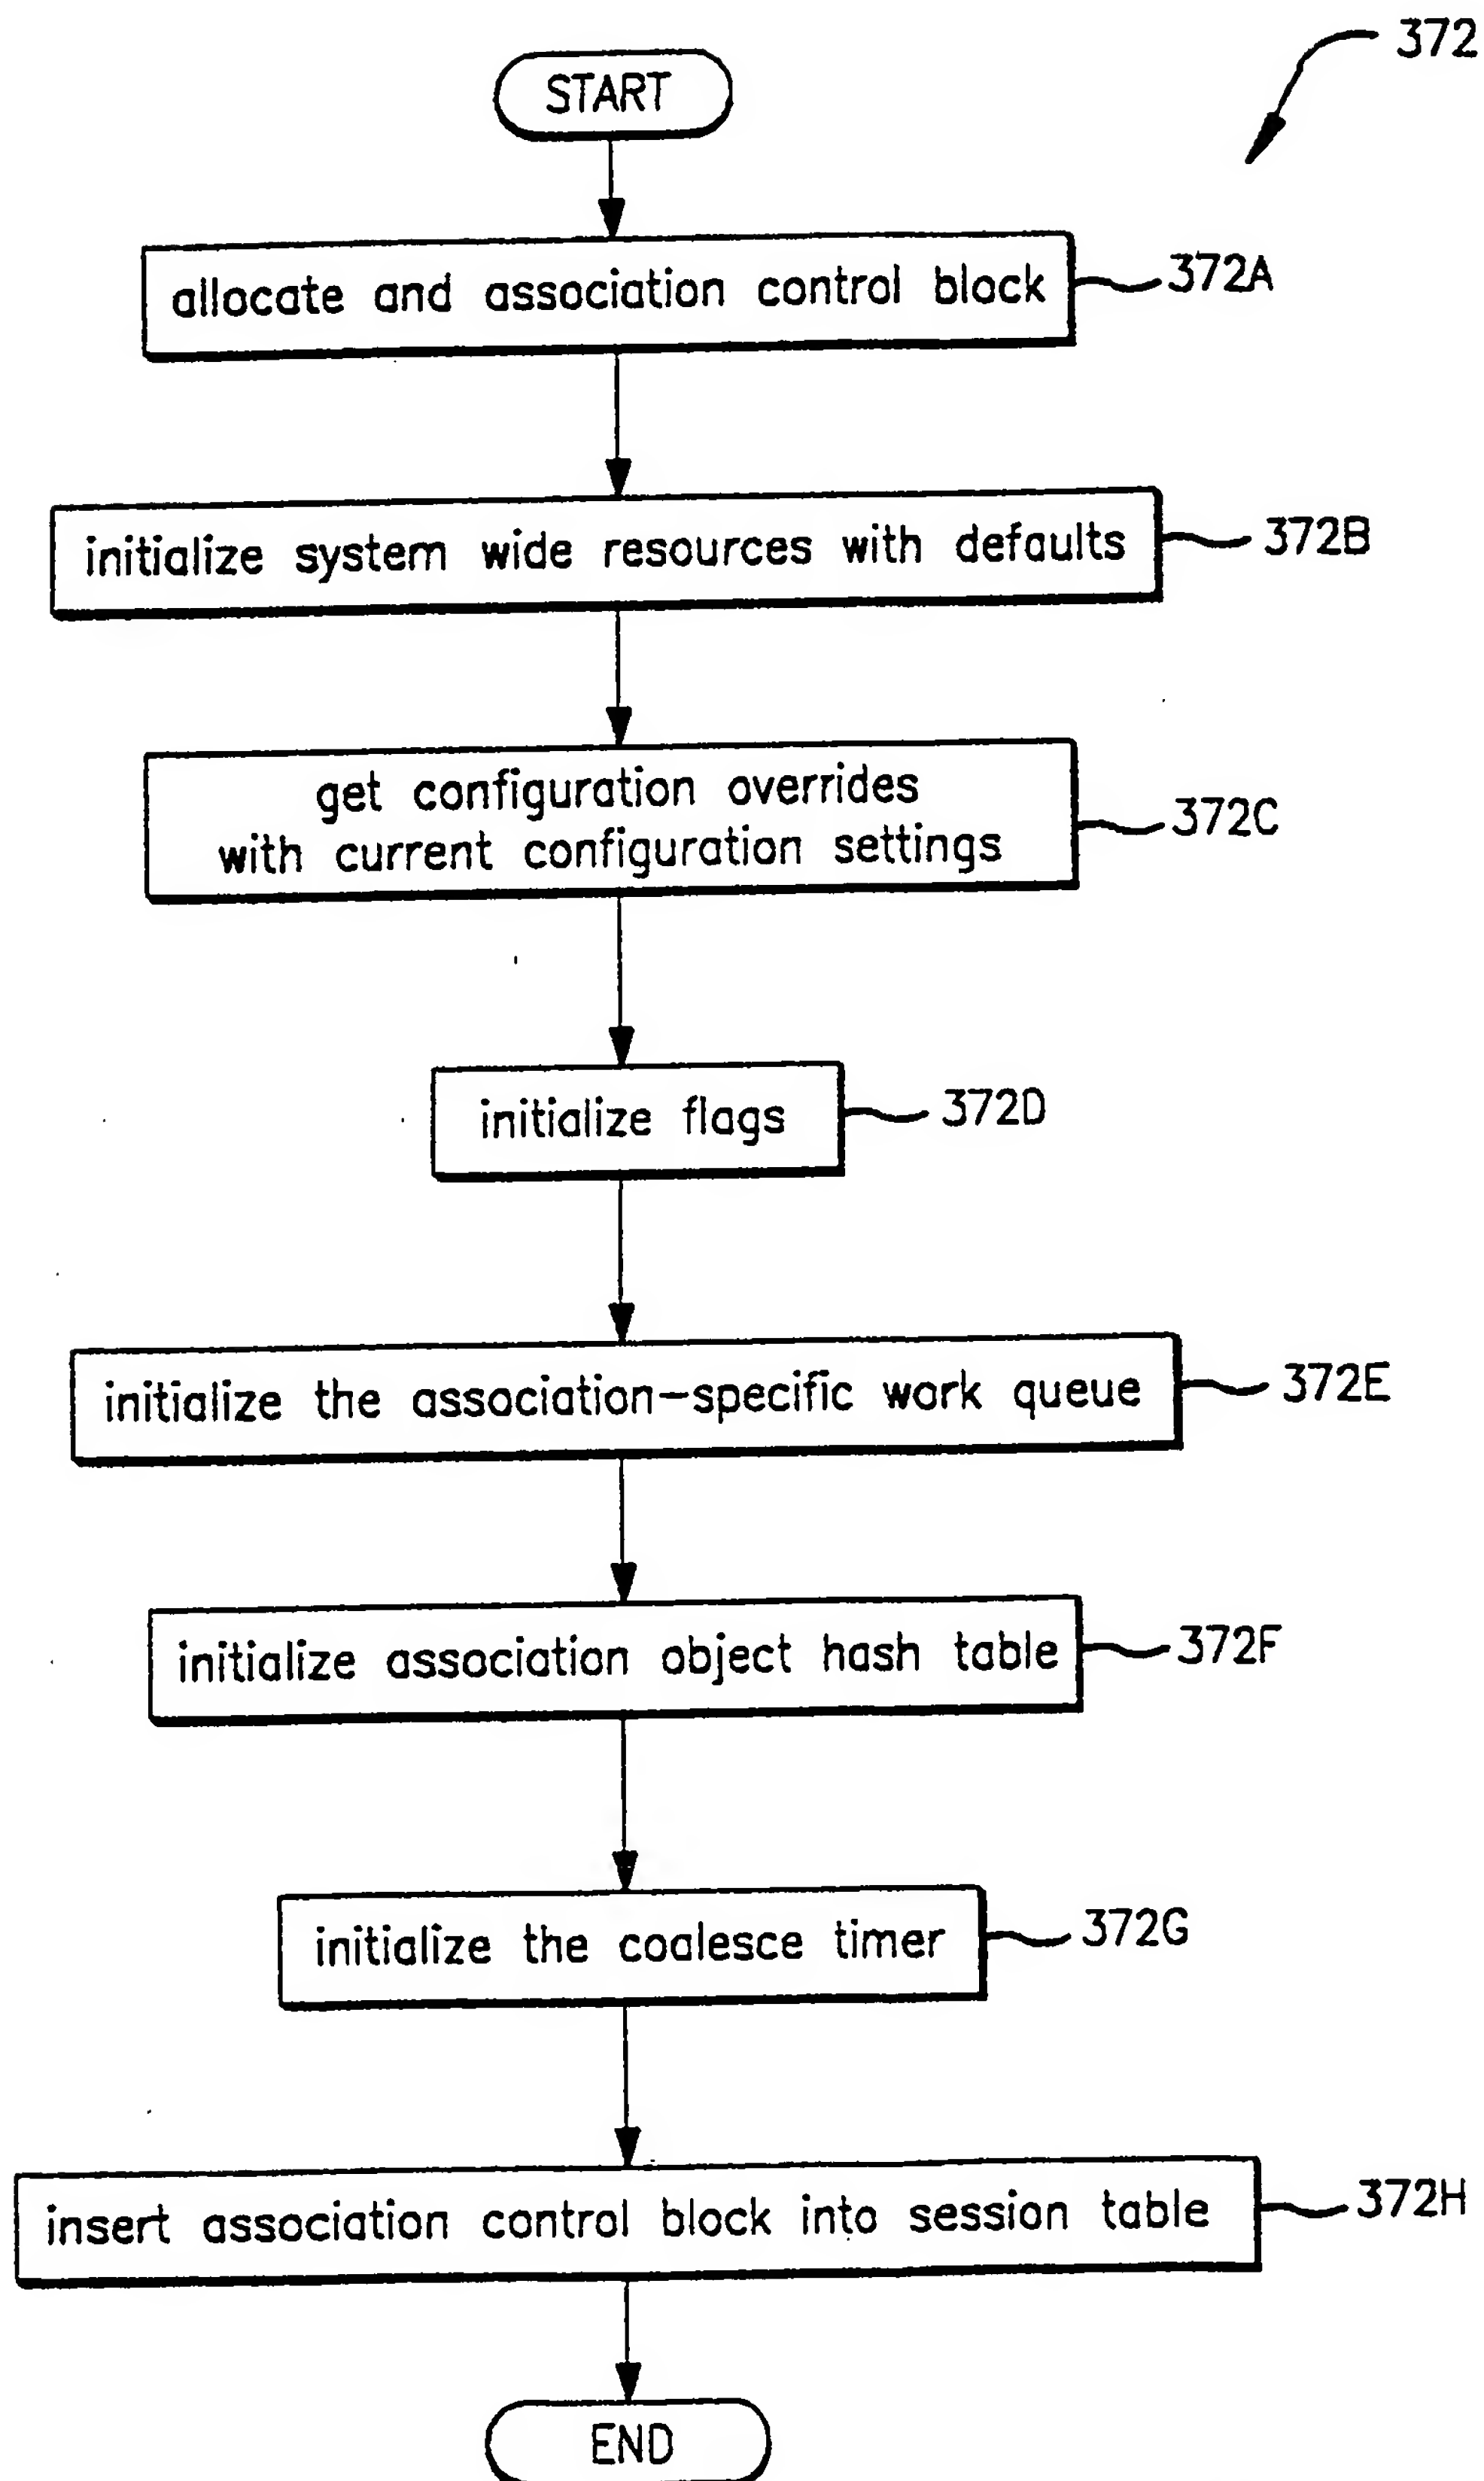 372
START
allocate and association control block
372A
initialize system wide resources with defaults
372B
get configuration overrides
with current configuration settings
372C
initialize flags
372D
initialize the association-specific work queue
372E
initialize association object hash table
372F
initialize the coalesce timer
372G
insert association control block into session table
372H
END